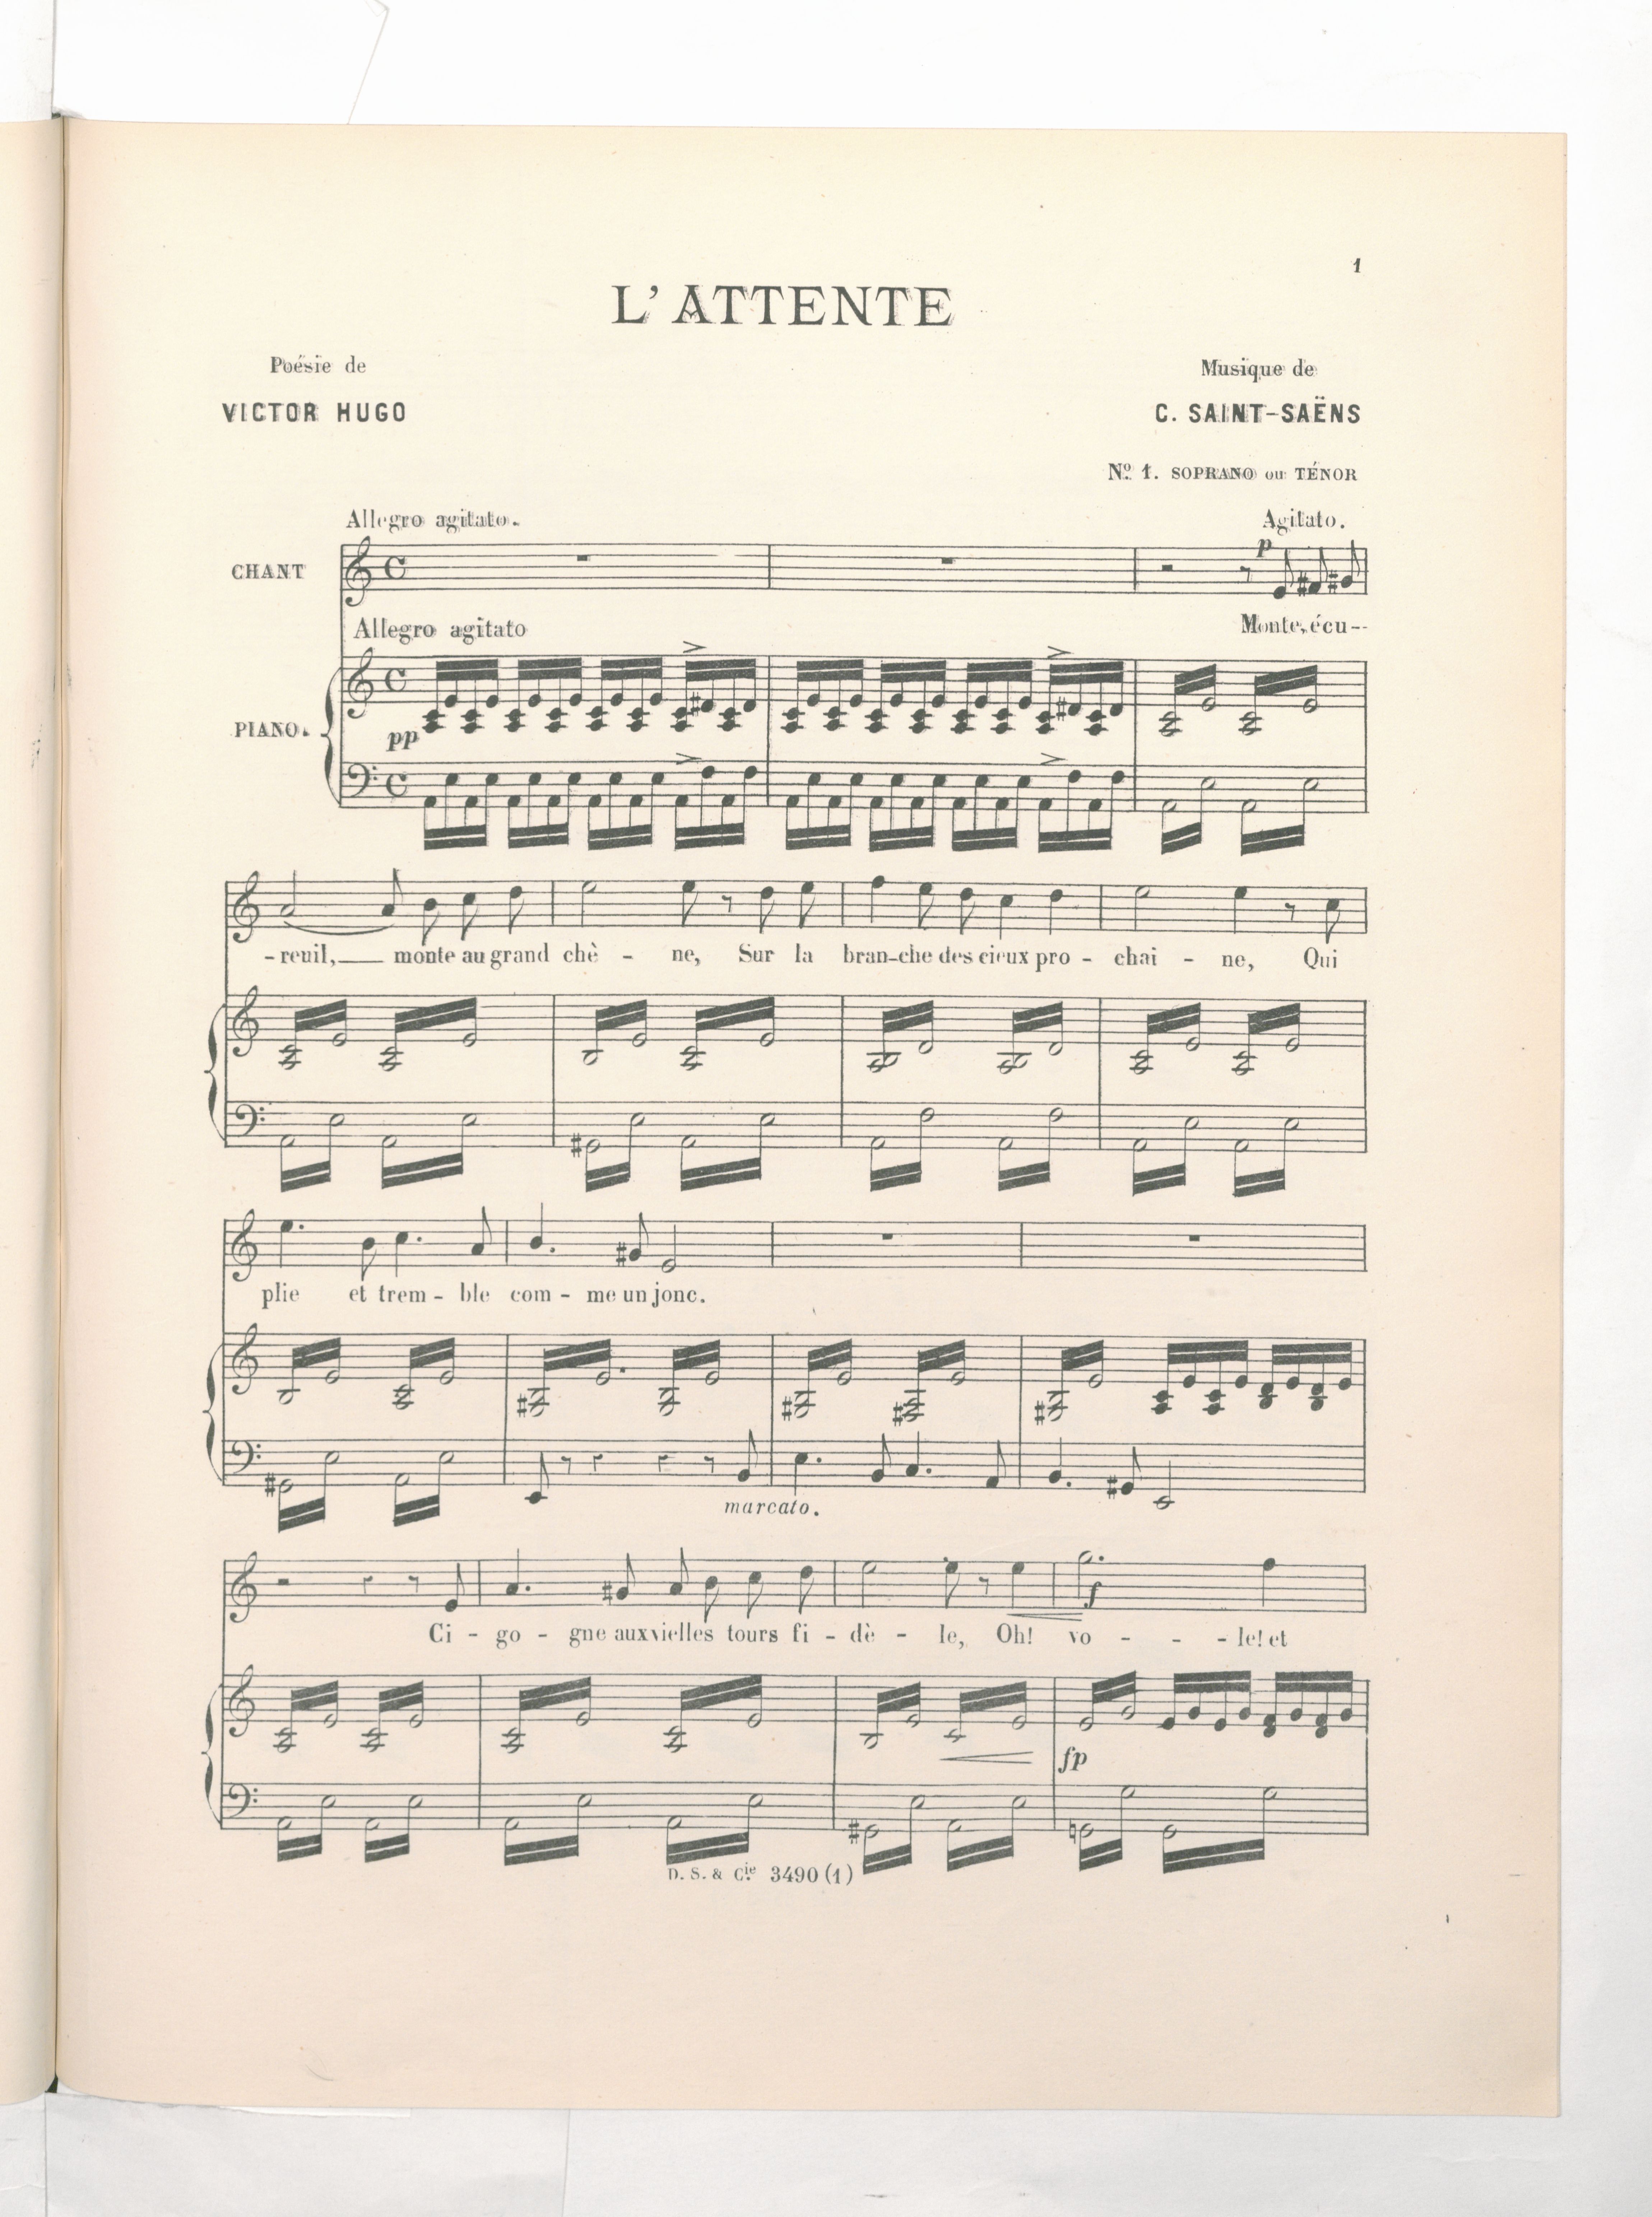 1
L' ATTENTE
Poésie de
VICTOR HUGO
Musique de
C. SAINT-SAËNS
Nº 1. SOPRANO ou TÉNOR
Allegro agitato.
Agitato.
p
CHANT
Allegro agitato
Monte, écu-
PIANO.
pp
-reuil, monte au grand chè - ne, Sur la bran-che des cieux pro - chai - ne, Qui
plie et trem - ble com - me un jonc.
marcato.
f
Ci - go - gne aux vielles tours fi - dè - le, Oh! vo - - - le! et
fp
D. S. & Cie 3490 (1)